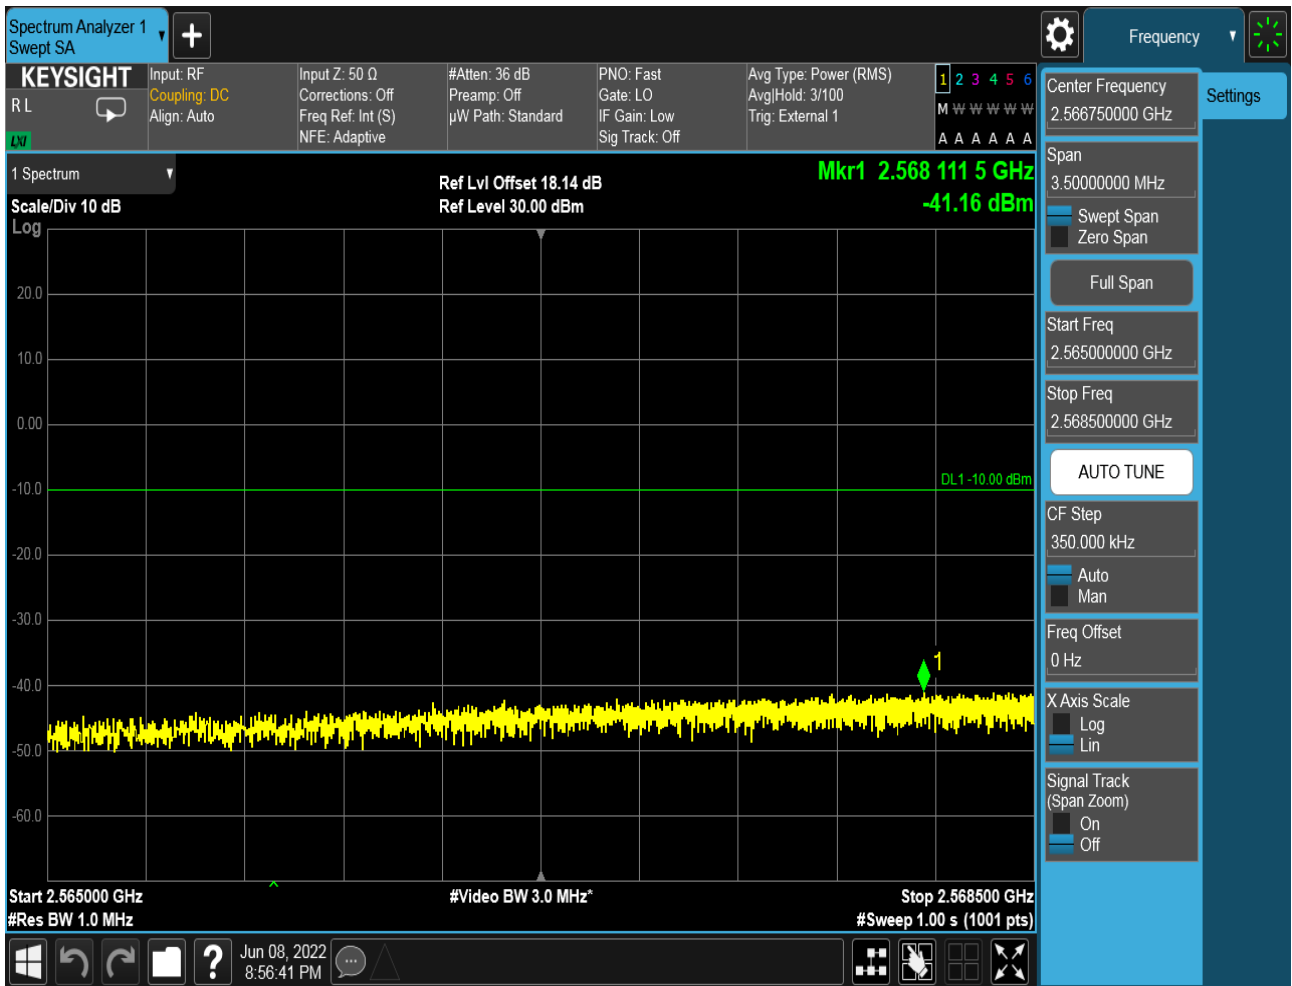 Spectrum Analyzer 1
Swept SA
Frequency
KEYSIGHT
R L
LXI
Input: RF
Coupling: DC
Align: Auto
Input Z: 50 Ω
Corrections: Off
Freq Ref: Int (S)
NFE: Adaptive
#Atten: 36 dB
Preamp: Off
µW Path: Standard
PNO: Fast
Gate: LO
IF Gain: Low
Sig Track: Off
Avg Type: Power (RMS)
Avg|Hold: 3/100
Trig: External 1
1 2 3 4 5 6
M W W W W W
A A A A A A
1 Spectrum
Scale/Div 10 dB
Log
Ref Lvl Offset 18.14 dB
Ref Level 30.00 dBm
Mkr1 2.568 111 5 GHz
-41.16 dBm
20.0
10.0
0.00
-10.0
DL1 -10.00 dBm
-20.0
-30.0
1
-40.0
-50.0
-60.0
Start 2.565000 GHz
#Res BW 1.0 MHz
#Video BW 3.0 MHz*
Stop 2.568500 GHz
#Sweep 1.00 s (1001 pts)
?
Jun 08, 2022
8:56:41 PM
Center Frequency
2.566750000 GHz
Span
3.50000000 MHz
Swept Span
Zero Span
Full Span
Start Freq
2.565000000 GHz
Stop Freq
2.568500000 GHz
AUTO TUNE
CF Step
350.000 kHz
Auto
Man
Freq Offset
0 Hz
X Axis Scale
Log
Lin
Signal Track
(Span Zoom)
On
Off
Settings